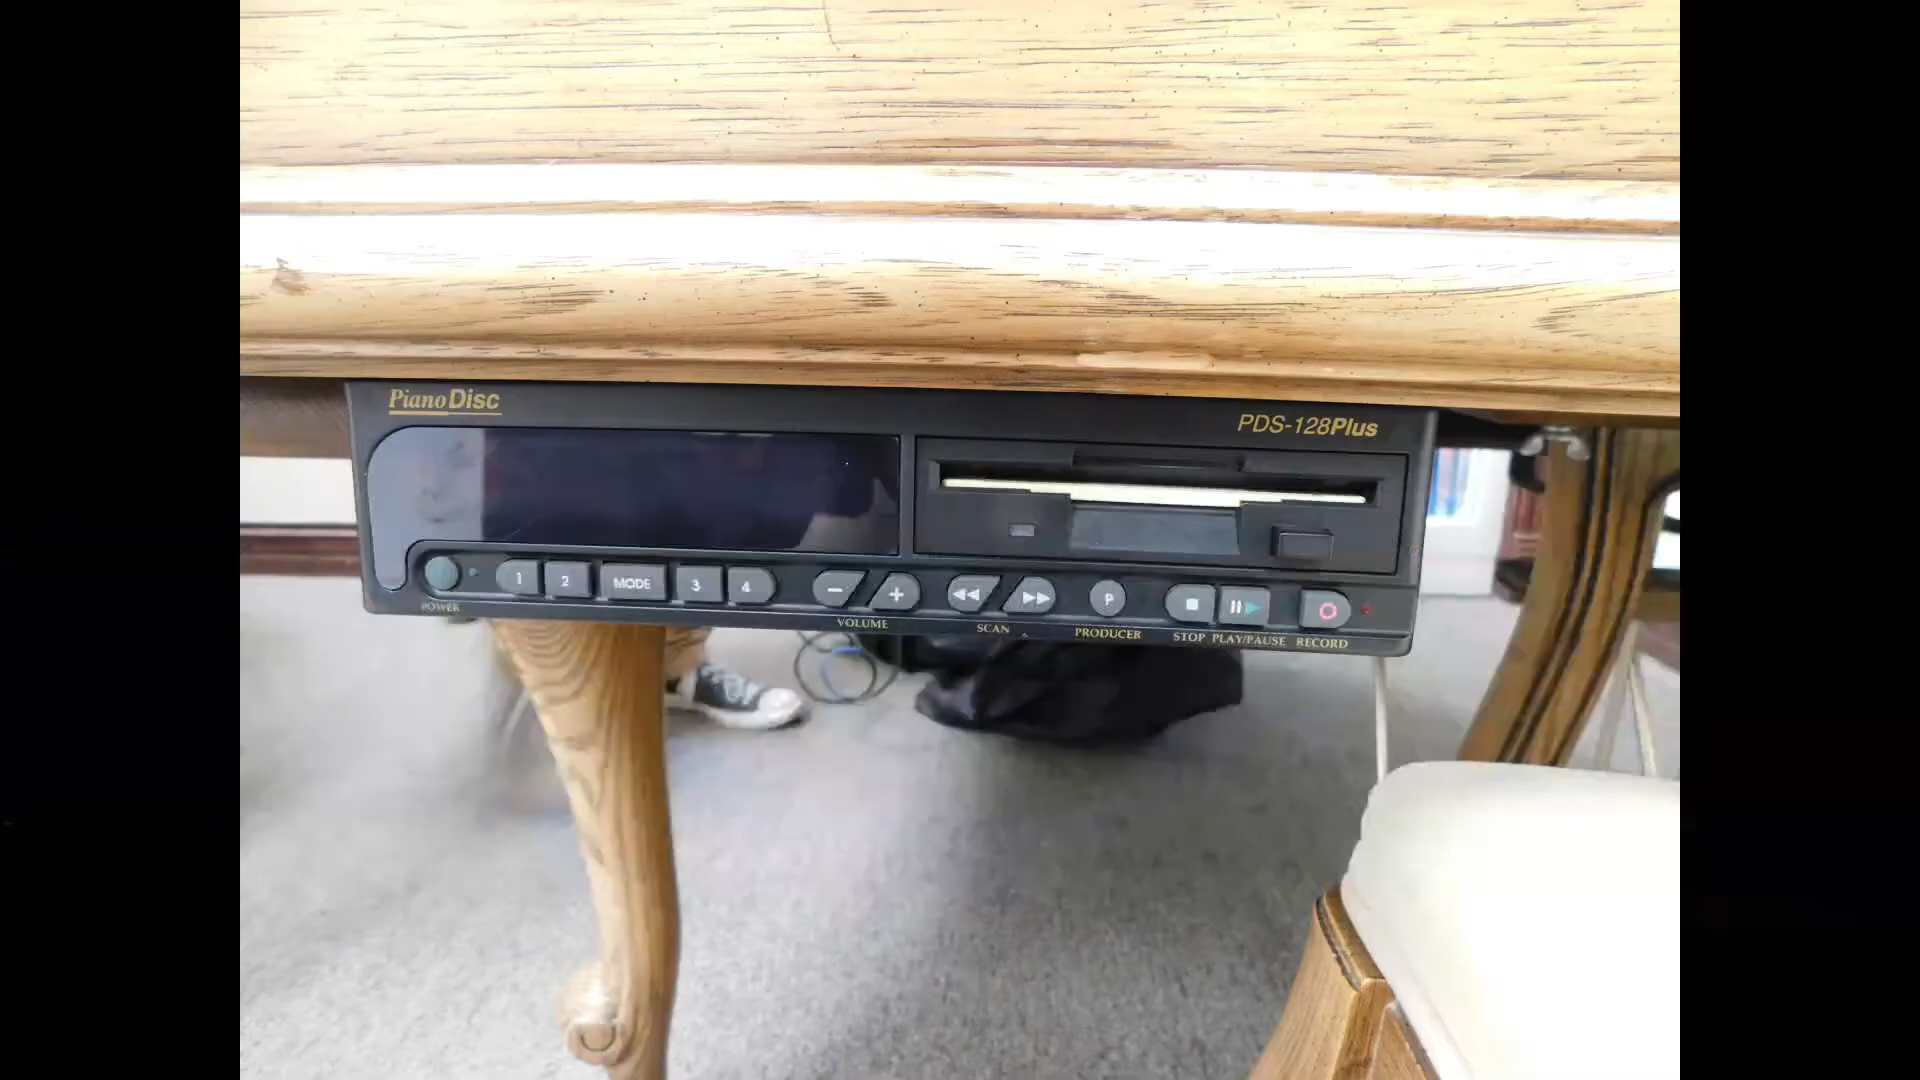 PianoDisc
PDS-128Plus
1 2 MODE 3 4
P
POWER
VOLUME
SCAN
PRODUCER
STOP PLAY/PAUSE RECORD